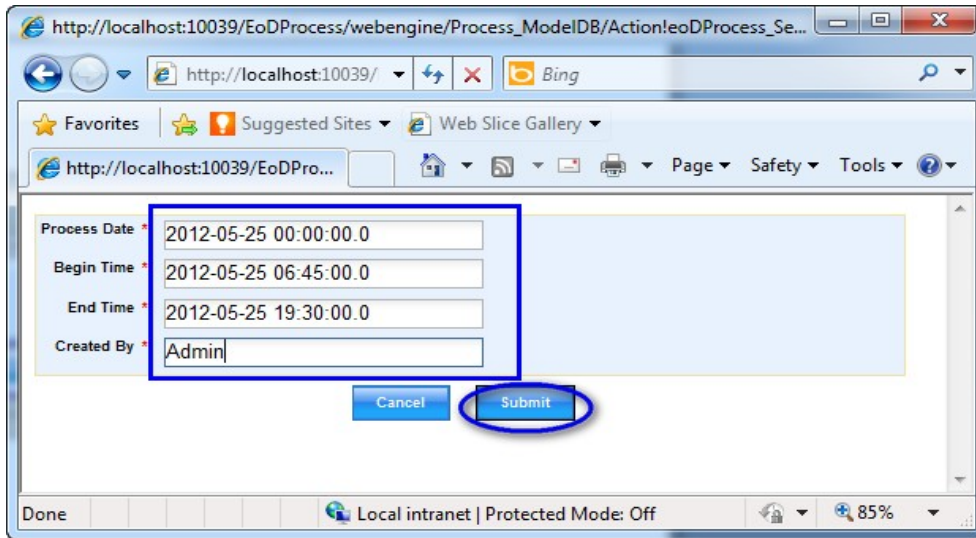 http://localhost:10039/EoDProcess/webengine/Process_ModelDB/Action!eoDProcess_Se...
http://localhost:10039/ Bing
Favorites Suggested Sites Web Slice Gallery
http://localhost:10039/EoDPro... Page Safety Tools
Process Date * 2012-05-25 00:00:00.0
Begin Time * 2012-05-25 06:45:00.0
End Time * 2012-05-25 19:30:00.0
Created By * Admin
Cancel Submit
Done Local intranet | Protected Mode: Off 85%